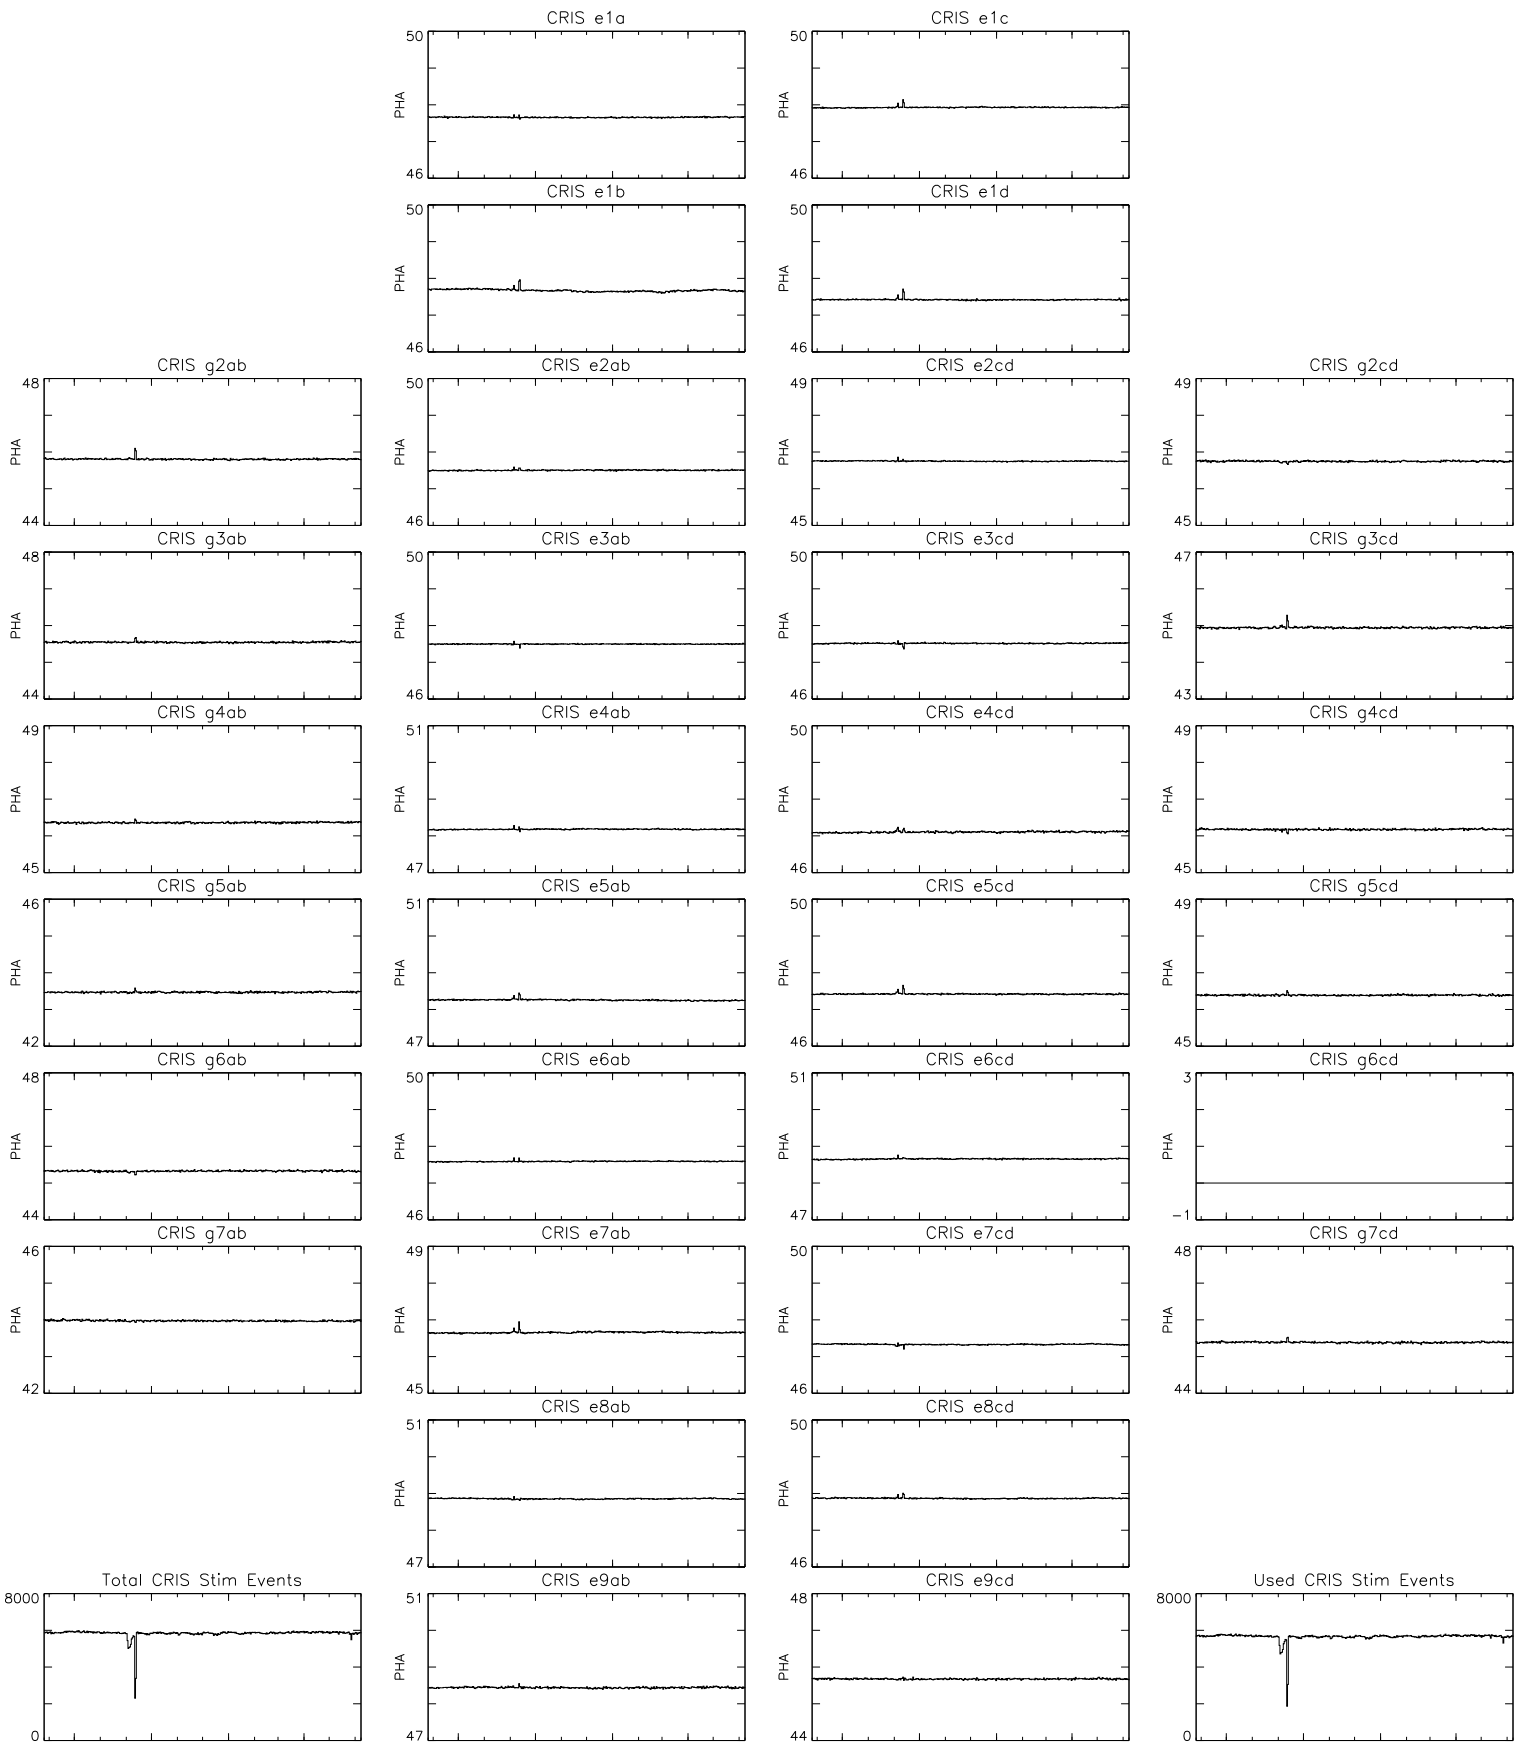 CRIS e1a
CRIS e1c
50
PHA
46
50
PHA
46
CRIS e1b
CRIS e1d
50
PHA
46
50
PHA
46
CRIS g2ab
CRIS e2ab
CRIS e2cd
CRIS g2cd
48
PHA
44
50
PHA
46
49
PHA
45
49
PHA
45
CRIS g3ab
CRIS e3ab
CRIS e3cd
CRIS g3cd
48
PHA
44
50
PHA
46
50
PHA
46
47
PHA
43
CRIS g4ab
CRIS e4ab
CRIS e4cd
CRIS g4cd
49
PHA
45
51
PHA
47
50
PHA
46
49
PHA
45
CRIS g5ab
CRIS e5ab
CRIS e5cd
CRIS g5cd
46
PHA
42
51
PHA
47
50
PHA
46
49
PHA
45
CRIS g6ab
CRIS e6ab
CRIS e6cd
CRIS g6cd
48
PHA
44
50
PHA
46
51
PHA
47
3
PHA
-1
CRIS g7ab
CRIS e7ab
CRIS e7cd
CRIS g7cd
46
PHA
42
49
PHA
45
50
PHA
46
48
PHA
44
CRIS e8ab
CRIS e8cd
51
PHA
47
50
PHA
46
Total CRIS Stim Events
CRIS e9ab
CRIS e9cd
Used CRIS Stim Events
8000
0
51
PHA
47
48
PHA
44
8000
0